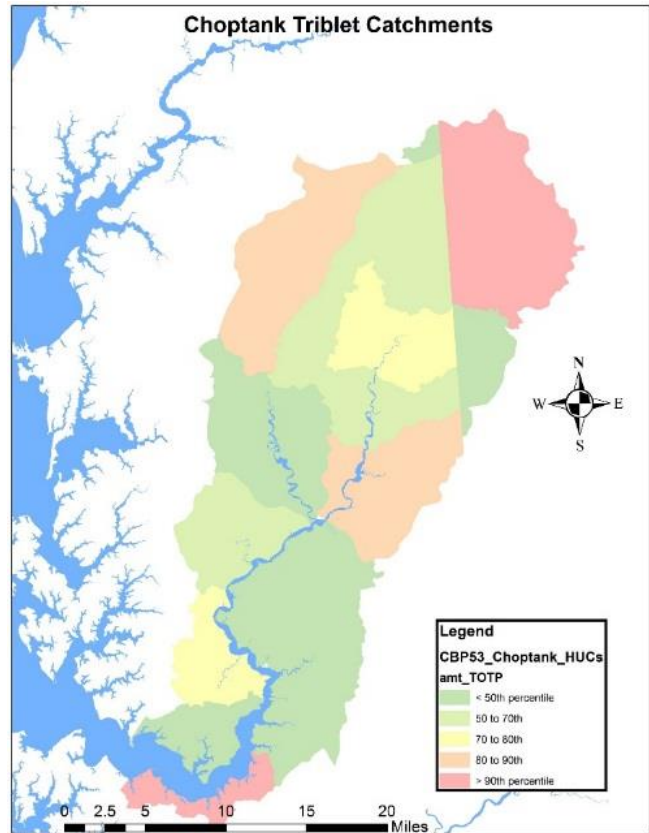 Choptank Triblet Catchments
N
W E
S
Legend
CBP53_Choptank_HUCs
amt_TOTP
< 50th percentile
50 to 70th
70 to 80th
80 to 90th
> 90th percentile
0 2.5 5 10 15 20
Miles